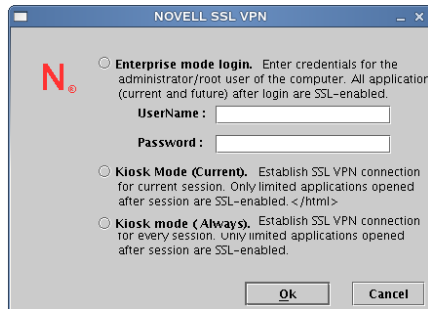 NOVELL SSL VPN
N®
Enterprise mode login. Enter credentials for the
administrator/root user of the computer. All application
(current and future) after login are SSL-enabled.
UserName :
Password :
Kiosk Mode (Current). Establish SSL VPN connection
for current session. Only limited applications opened
after session are SSL-enabled.</html>
Kiosk mode ( Always). Establish SSL VPN connection
for every session. Only limited applications opened
after session are SSL-enabled.
Ok
Cancel